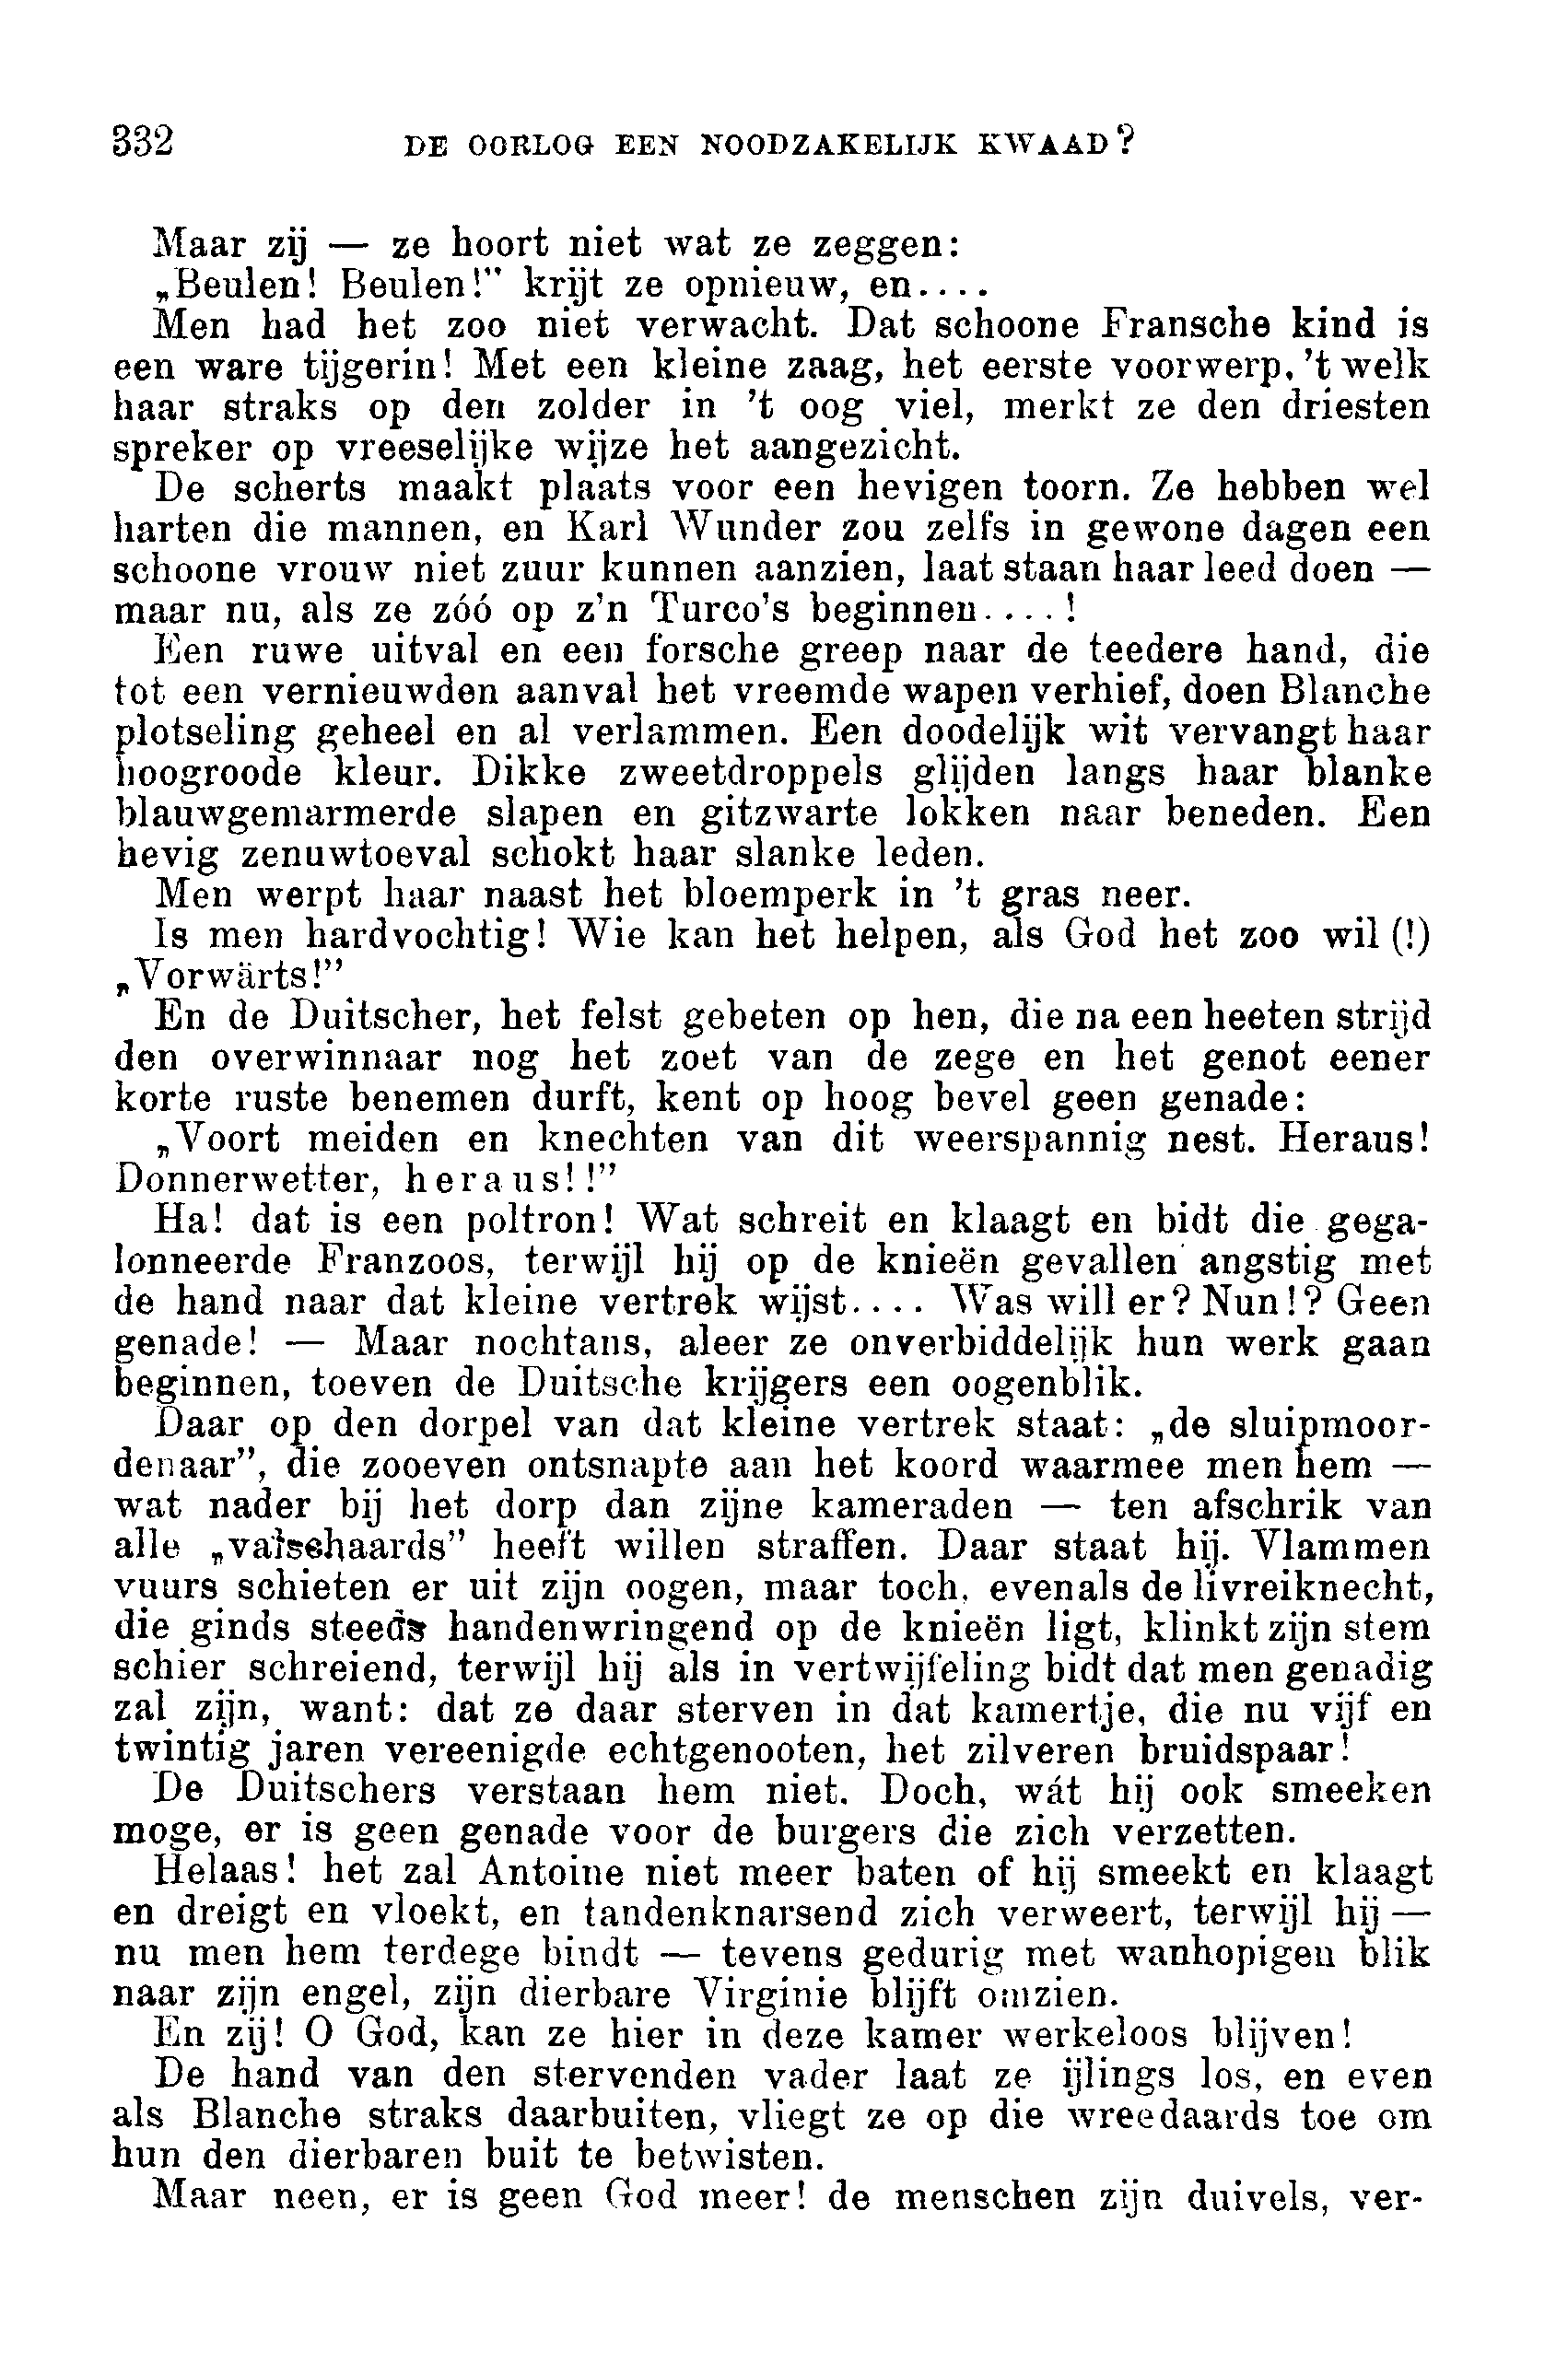 332 DE OORLOG EEN NOODZAKELIJK KWAAD?
Maar zij — ze hoort niet wat ze zeggen:
„Beulen! Beulen!” krijt ze opnieuw, en....
Men had het zoo niet verwacht. Dat schoone Fransche kind is
een ware tijgerin! Met een kleine zaag, het eerste voorwerp, 't welk
haar straks op den zolder in 't oog viel, merkt ze den driesten
spreker op vreeselijke wijze het aangezicht.
De scherts maakt plaats voor een hevigen toorn. Ze hebben wel
harten die mannen, en Karl Wunder zou zelfs in gewone dagen een
schoone vrouw niet zuur kunnen aanzien, laat staan haar leed doen —
maar nu, als ze zóó op z'n Turco's beginnen....!
Een ruwe uitval en een forsche greep naar de teedere hand, die
tot een vernieuwden aanval het vreemde wapen verhief, doen Blanche
plotseling geheel en al verlammen. Een doodelijk wit vervangt haar
hoogroode kleur. Dikke zweetdroppels glijden langs haar blanke
blauwgemarmerde slapen en gitzwarte lokken naar beneden. Een
hevig zenuwtoeval schokt haar slanke leden.
Men werpt haar naast het bloemperk in 't gras neer.
Is men hardvochtig! Wie kan het helpen, als God het zoo wil (!)
„Vorwärts!”
En de Duitscher, het felst gebeten op hen, die na een heeten strijd
den overwinnaar nog het zoet van de zege en het genot eener
korte ruste benemen durft, kent op hoog bevel geen genade:
„Voort meiden en knechten van dit weerspannig nest. Heraus!
Donnerwetter, heraus!!”
Ha! dat is een poltron! Wat schreit en klaagt en bidt die gega-
lonneerde Franzoos, terwijl hij op de knieën gevallen angstig met
de hand naar dat kleine vertrek wijst.... Was will er? Nun!? Geen
genade! — Maar nochtans, aleer ze onverbiddelijk hun werk gaan
beginnen, toeven de Duitsche krijgers een oogenblik.
Daar op den dorpel van dat kleine vertrek staat: „de sluipmoor-
denaar”, die zooeven ontsnapte aan het koord waarmee men hem —
wat nader bij het dorp dan zijne kameraden — ten afschrik van
alle „valschaards” heeft willen straffen. Daar staat hij. Vlammen
vuurs schieten er uit zijn oogen, maar toch, evenals de livreiknecht,
die ginds steeds handenwringend op de knieën ligt, klinkt zijn stem
schier schreiend, terwijl hij als in vertwijfeling bidt dat men genadig
zal zijn, want: dat ze daar sterven in dat kamertje, die nu vijf en
twintig jaren vereenigde echtgenooten, het zilveren bruidspaar!
De Duitschers verstaan hem niet. Doch, wát hij ook smeeken
moge, er is geen genade voor de burgers die zich verzetten.
Helaas! het zal Antoine niet meer baten of hij smeekt en klaagt
en dreigt en vloekt, en tandenknarsend zich verweert, terwijl hij —
nu men hem terdege bindt — tevens gedurig met wanhopigen blik
naar zijn engel, zijn dierbare Virginie blijft omzien.
En zij! O God, kan ze hier in deze kamer werkeloos blijven!
De hand van den stervenden vader laat ze ijlings los, en even
als Blanche straks daarbuiten, vliegt ze op die wreedaards toe om
hun den dierbaren buit te betwisten.
Maar neen, er is geen God meer! de menschen zijn duivels, ver-